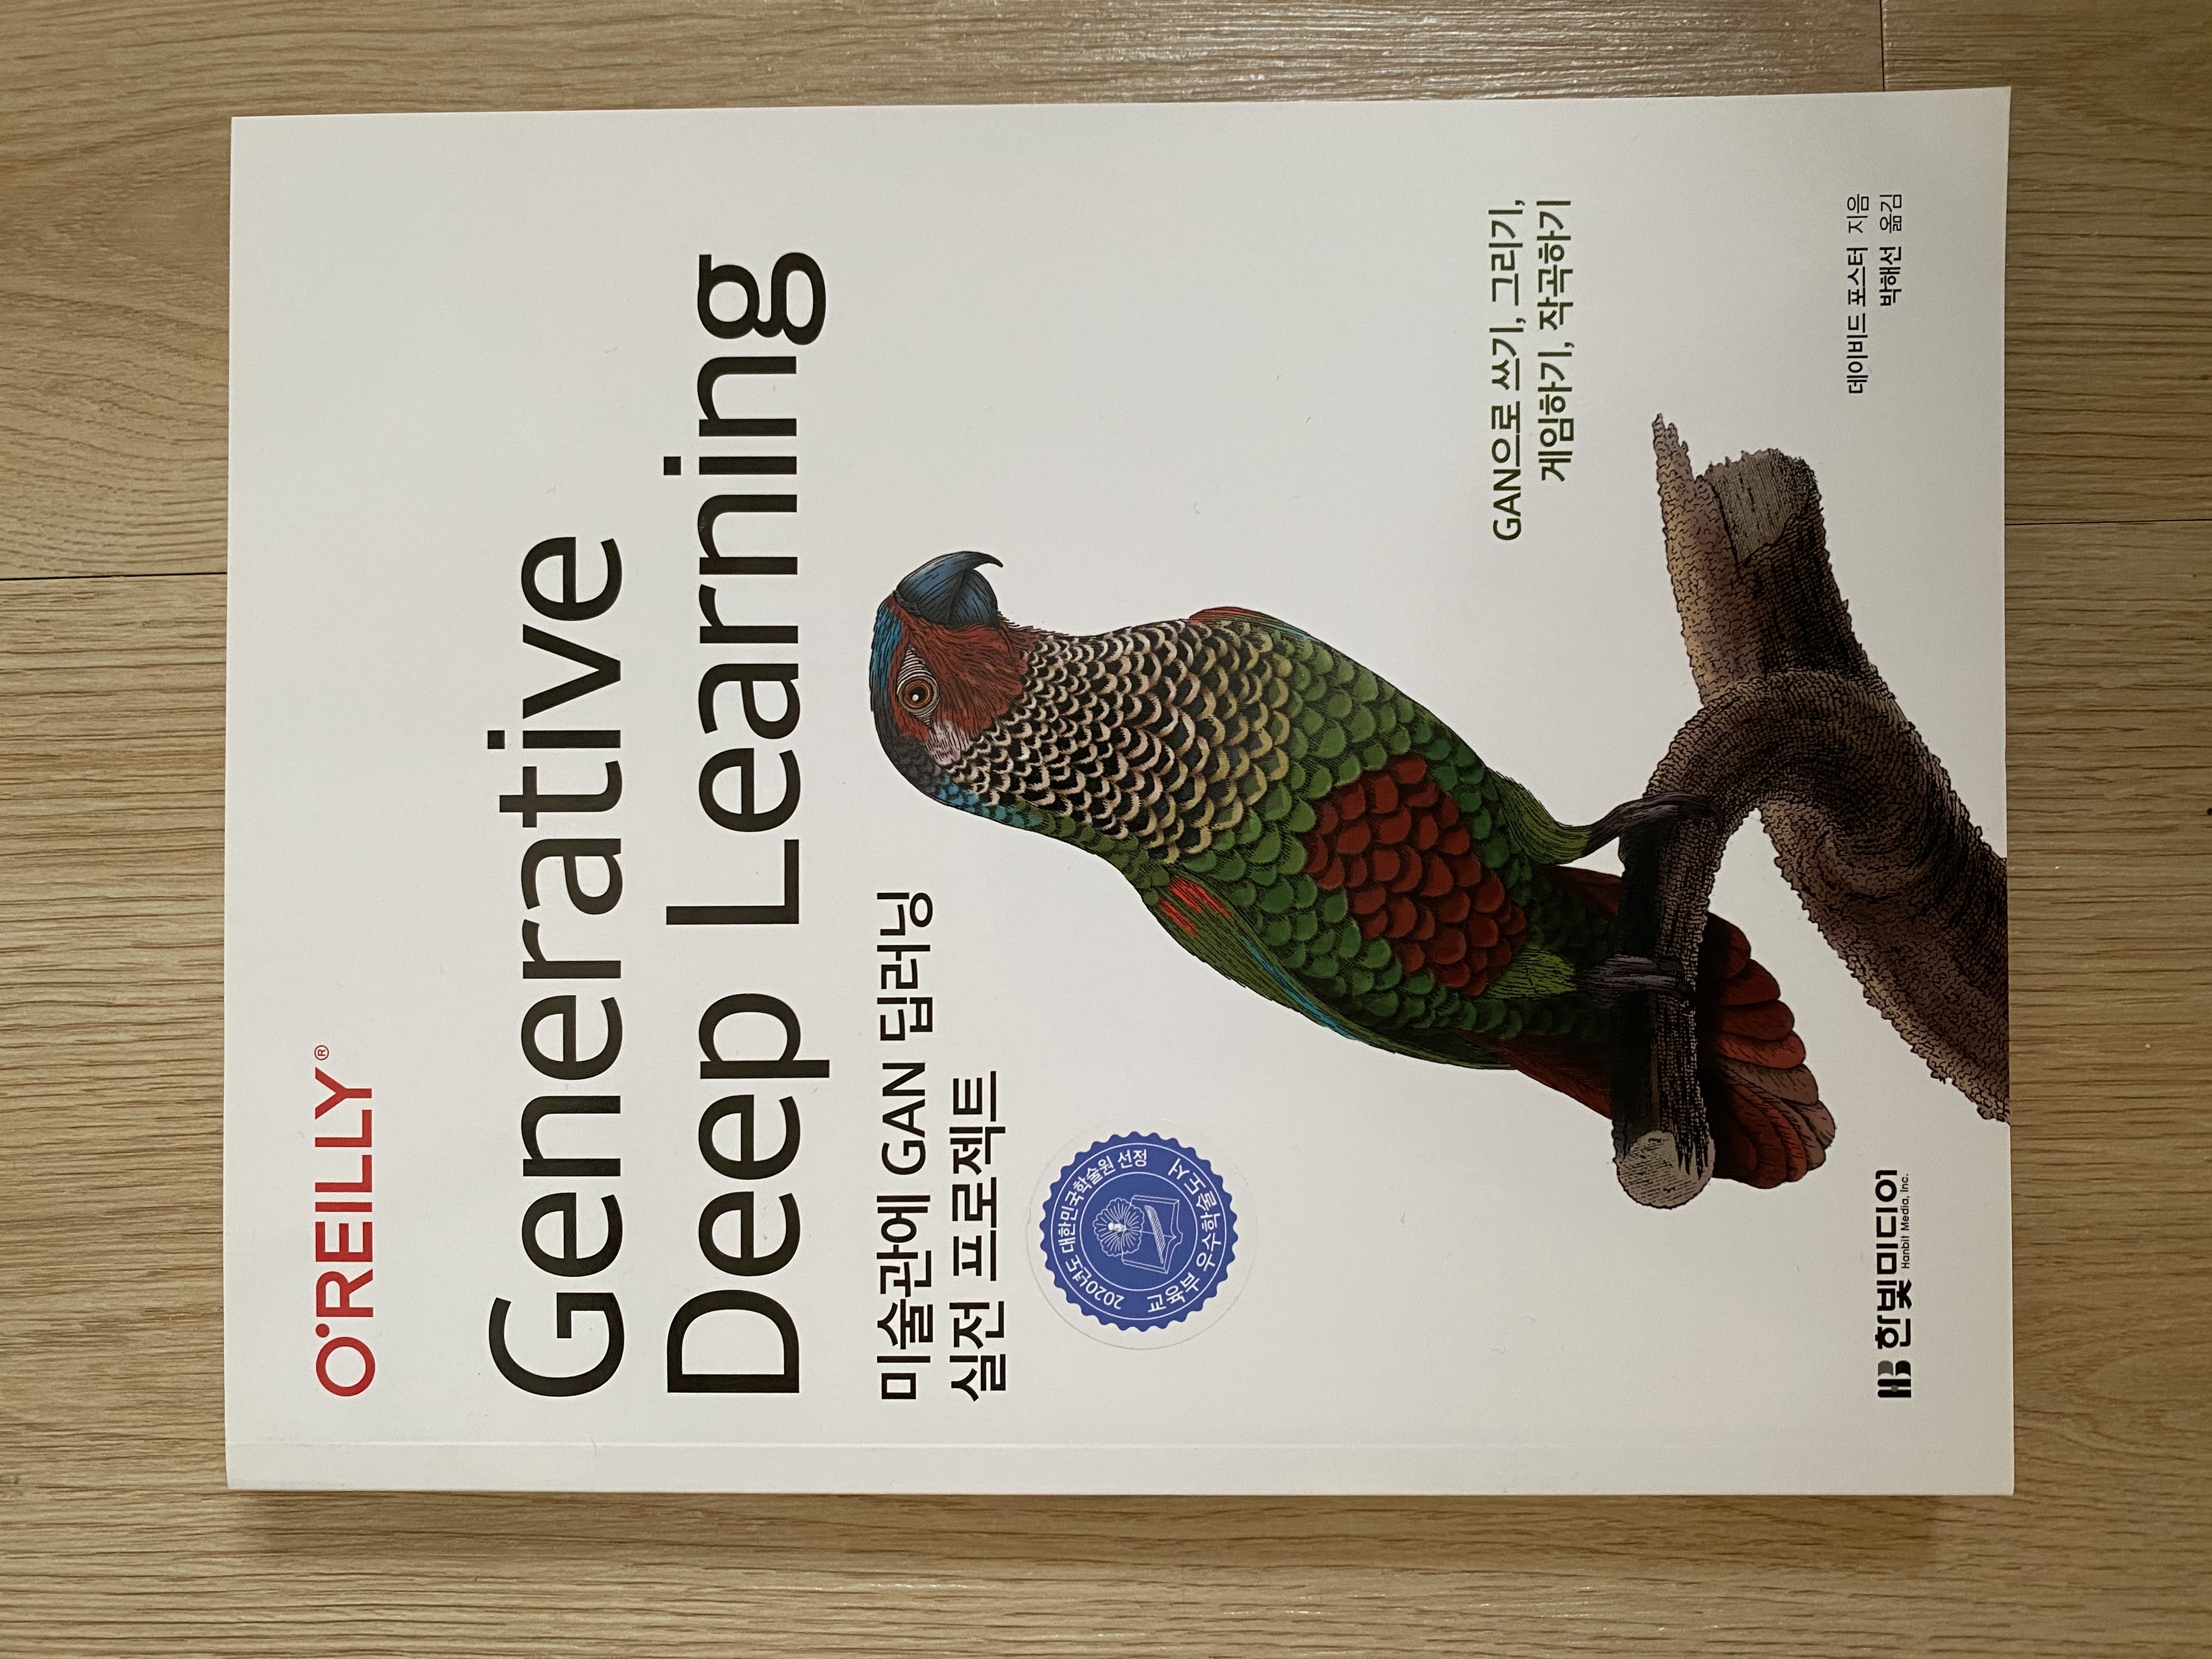 O'REILLY®
Generative
Deep Learning
미술관에 GAN 딥러닝
실전 프로젝트
2020년도 대한민국학술원 선정
교육부 우수학술도서
GAN으로 쓰기, 그리기,
게임하기, 작곡하기
데이비드 포스터 지음
박해선 옮김
HB 한빛미디어
Hanbit Media, Inc.